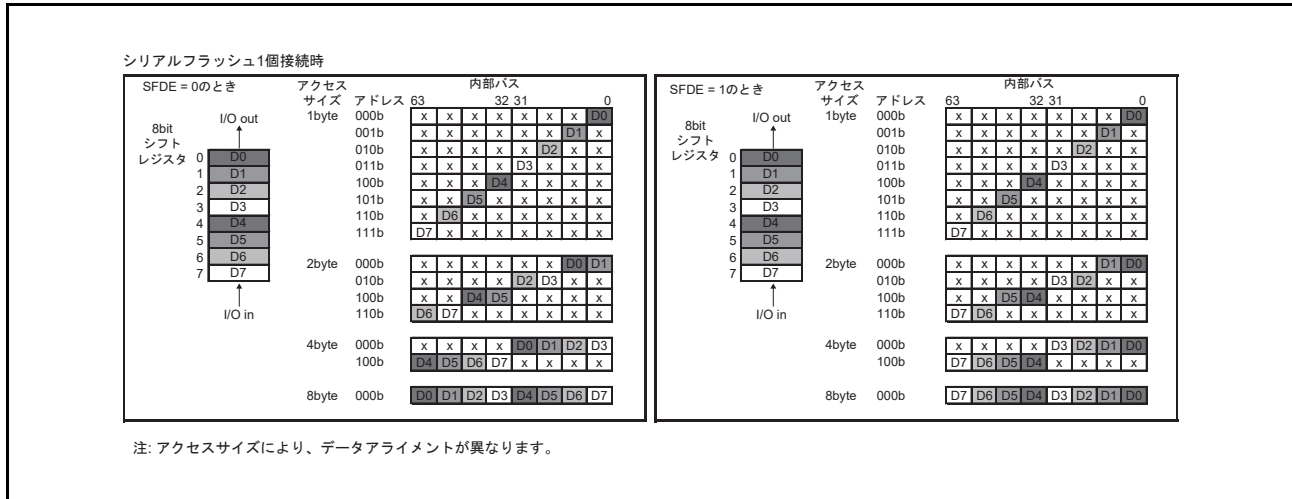 シリアルフラッシュ1個接続時
SFDE = 0のとき
アクセス
サイズ アドレス
内部バス
63 32 31 0
8bit
シフト
レジスタ
I/O out
0 D0
1 D1
2 D2
3 D3
4 D4
5 D5
6 D6
7 D7
I/O in
1byte 000b x x x x x x x D0
001b x x x x x x D1 x
010b x x x x x D2 x x
011b x x x x D3 x x x
100b x x x D4 x x x x
101b x x D5 x x x x x
110b x D6 x x x x x x
111b D7 x x x x x x x
2byte 000b x x x x x x D0 D1
010b x x x x D2 D3 x x
100b x x D4 D5 x x x x
110b D6 D7 x x x x x x
4byte 000b x x x x D0 D1 D2 D3
100b D4 D5 D6 D7 x x x x
8byte 000b D0 D1 D2 D3 D4 D5 D6 D7
SFDE = 1のとき
アクセス
サイズ アドレス
内部バス
63 32 31 0
8bit
シフト
レジスタ
I/O out
0 D0
1 D1
2 D2
3 D3
4 D4
5 D5
6 D6
7 D7
I/O in
1byte 000b x x x x x x x D0
001b x x x x x x D1 x
010b x x x x x D2 x x
011b x x x x D3 x x x
100b x x x D4 x x x x
101b x x D5 x x x x x
110b x D6 x x x x x x
111b D7 x x x x x x x
2byte 000b x x x x x x D1 D0
010b x x x x D3 D2 x x
100b x x D5 D4 x x x x
110b D7 D6 x x x x x x
4byte 000b x x x x D3 D2 D1 D0
100b D7 D6 D5 D4 x x x x
8byte 000b D7 D6 D5 D4 D3 D2 D1 D0
注: アクセスサイズにより、データアライメントが異なります。